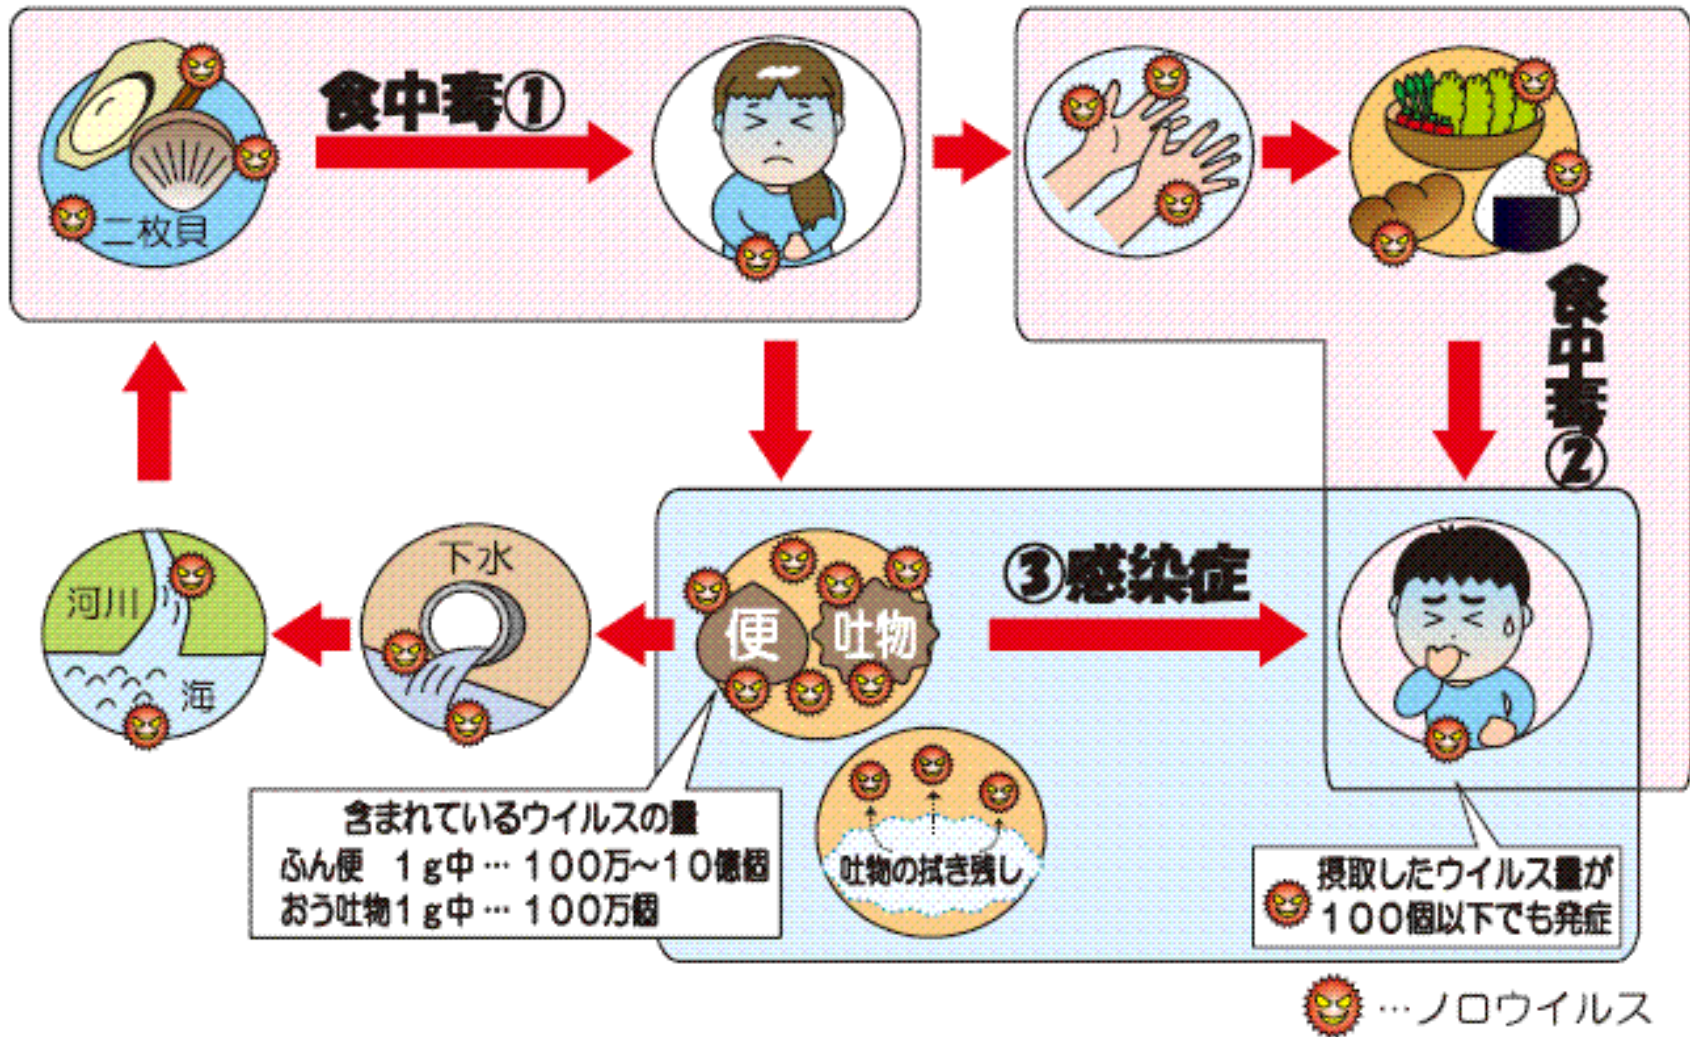 食中毒①
二枚貝
食中毒②
下水
河川
海
便
吐物
③感染症
含まれているウイルスの量
ふん便 1g中…100万～10億個
おう吐物1g中…100万個
吐物の拭き残し
摂取したウイルス量が
100個以下でも発症
…ノロウイルス